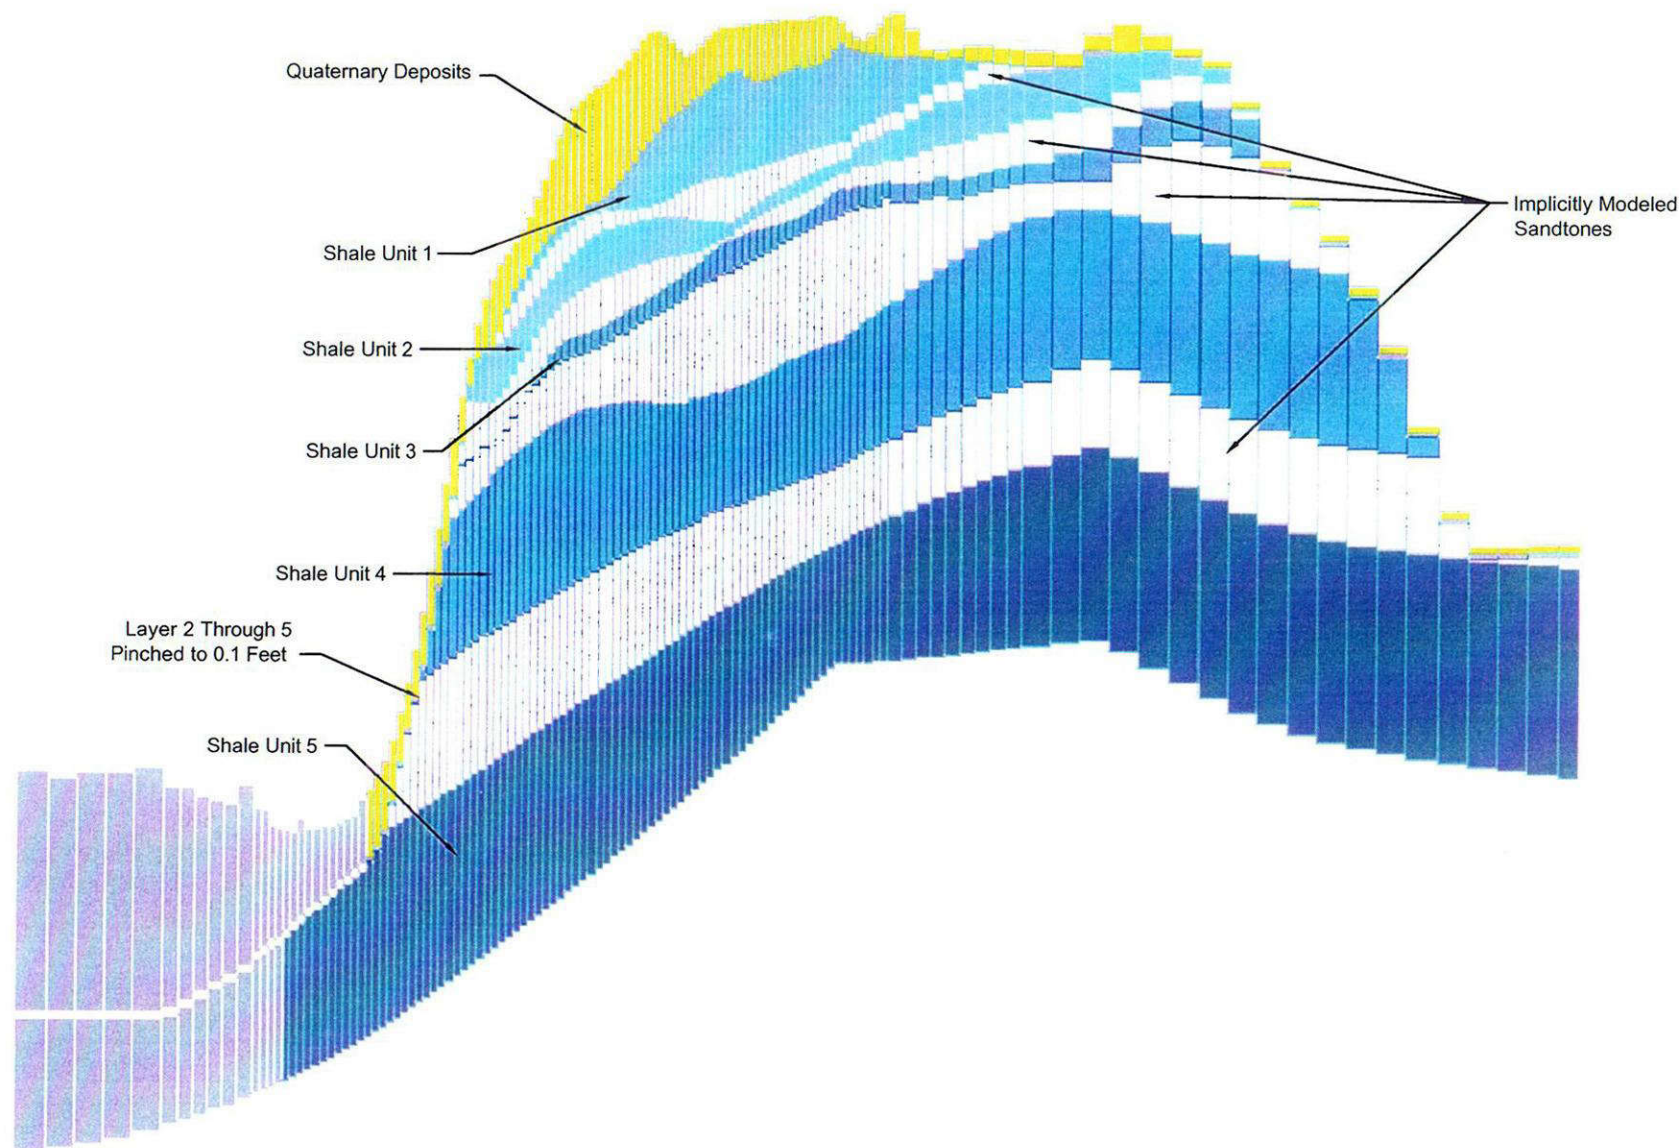 Quaternary Deposits
Shale Unit 1
Implicitly Modeled
Sandtones
Shale Unit 2
Shale Unit 3
Shale Unit 4
Layer 2 Through 5
Pinched to 0.1 Feet
Shale Unit 5